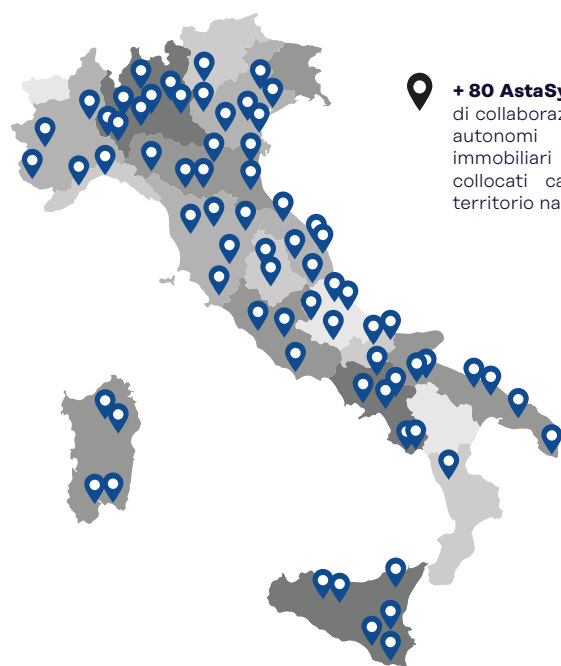 + 80 AstaSy
di collaboraz
autonomi
immobiliari
collocati ca
territorio na